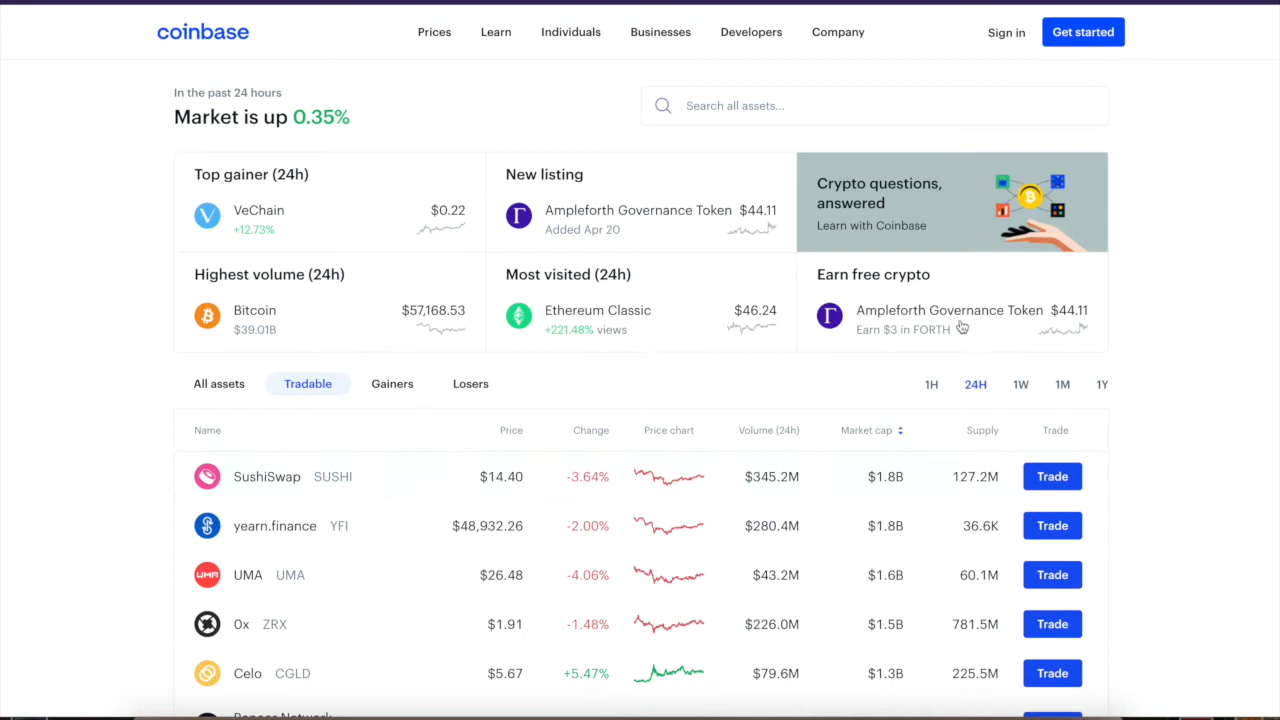 coinbase Prices Learn Individuals Businesses Developers Company Sign in Get started
In the past 24 hours
Market is up 0.35%
Search all assets...
Top gainer (24h)
VeChain $0.22
+12.73%
New listing
Ampleforth Governance Token $44.11
Added Apr 20
Crypto questions,
answered
Learn with Coinbase
Highest volume (24h)
Bitcoin $57,168.53
$39.01B
Most visited (24h)
Ethereum Classic $46.24
+221.48% views
Earn free crypto
Ampleforth Governance Token $44.11
Earn $3 in FORTH
All assets Tradable Gainers Losers 1H 24H 1W 1M 1Y
Name Price Change Price chart Volume (24h) Market cap Supply Trade
SushiSwap SUSHI $14.40 -3.64% $345.2M $1.8B 127.2M Trade
yearn.finance YFI $48,932.26 -2.00% $280.4M $1.8B 36.6K Trade
UMA UMA UMA $26.48 -4.06% $43.2M $1.6B 60.1M Trade
0x ZRX $1.91 -1.48% $226.0M $1.5B 781.5M Trade
Celo CGLD $5.67 +5.47% $79.6M $1.3B 225.5M Trade
Bancor Network